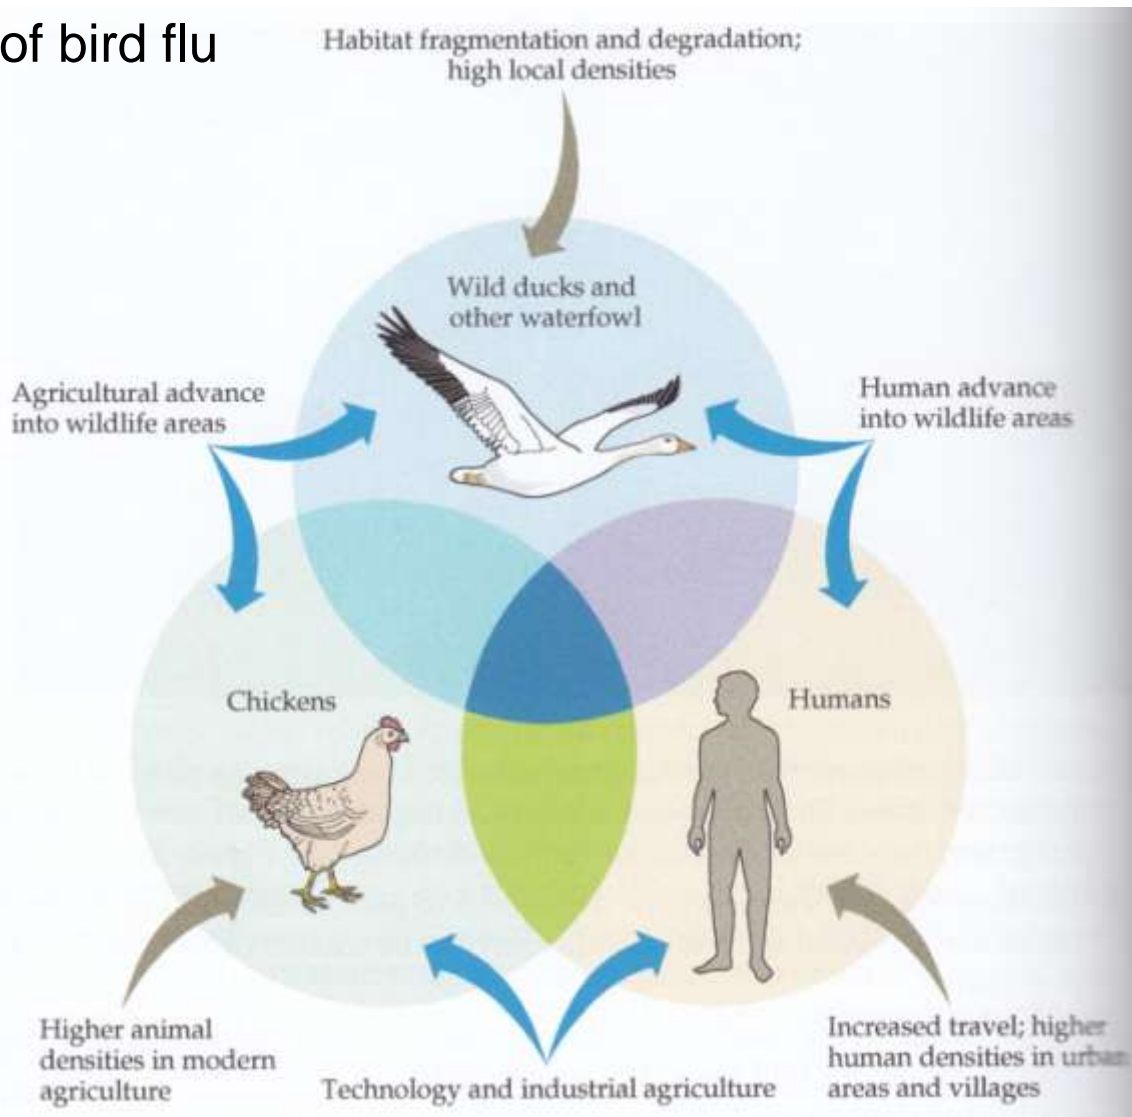 of bird flu
Habitat fragmentation and degradation;
high local densities
Wild ducks and
other waterfowl
Agricultural advance
into wildlife areas
Human advance
into wildlife areas
Chickens
Humans
Higher animal
densities in modern
agriculture
Technology and industrial agriculture
Increased travel; higher
human densities in urban
areas and villages